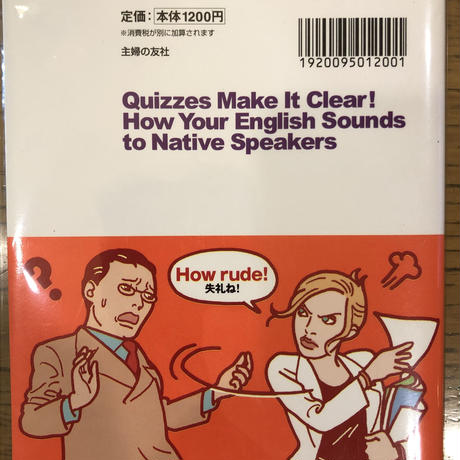 定価：本体1200円
※消費税が別に加算されます
主婦の友社
1920095012001
Quizzes Make It Clear!
How Your English Sounds
to Native Speakers
?
How rude!
失礼ね！